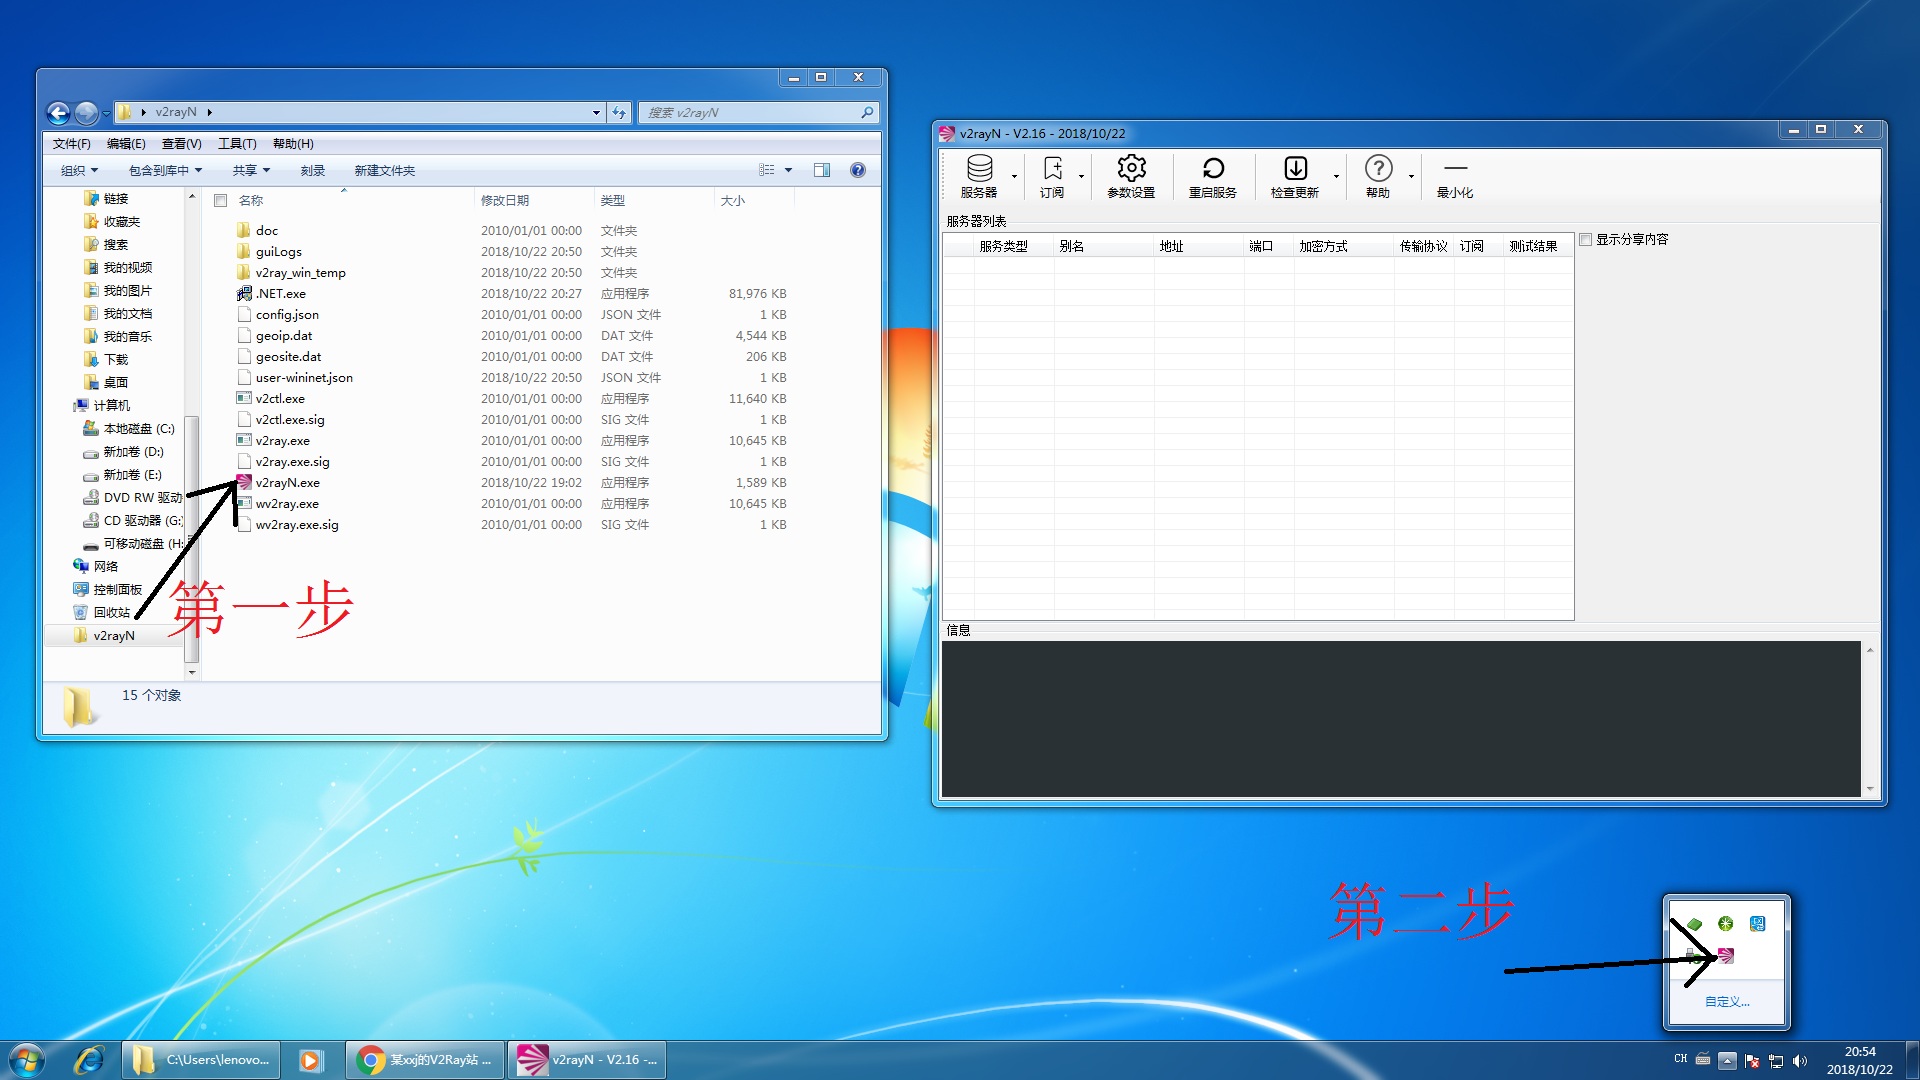 v2rayN
搜索 v2rayN
文件(F) 编辑(E) 查看(V) 工具(T) 帮助(H)
组织 包含到库中 共享 刻录 新建文件夹
链接
收藏夹
搜索
我的视频
我的图片
我的文档
我的音乐
下载
桌面
计算机
本地磁盘 (C:)
新加卷 (D:)
新加卷 (E:)
DVD RW 驱动
CD 驱动器 (G:
可移动磁盘 (H:
网络
控制面板
回收站
v2rayN
名称 修改日期 类型 大小
doc 2010/01/01 00:00 文件夹
guiLogs 2018/10/22 20:50 文件夹
v2ray_win_temp 2018/10/22 20:50 文件夹
.NET.exe 2018/10/22 20:27 应用程序 81,976 KB
config.json 2010/01/01 00:00 JSON 文件 1 KB
geoip.dat 2010/01/01 00:00 DAT 文件 4,544 KB
geosite.dat 2010/01/01 00:00 DAT 文件 206 KB
user-wininet.json 2018/10/22 20:50 JSON 文件 1 KB
v2ctl.exe 2010/01/01 00:00 应用程序 11,640 KB
v2ctl.exe.sig 2010/01/01 00:00 SIG 文件 1 KB
v2ray.exe 2010/01/01 00:00 应用程序 10,645 KB
v2ray.exe.sig 2010/01/01 00:00 SIG 文件 1 KB
v2rayN.exe 2018/10/22 19:02 应用程序 1,589 KB
wv2ray.exe 2010/01/01 00:00 应用程序 10,645 KB
wv2ray.exe.sig 2010/01/01 00:00 SIG 文件 1 KB
第一步
15 个对象
v2rayN - V2.16 - 2018/10/22
服务器 订阅 参数设置 重启服务 检查更新 帮助 最小化
服务器列表
服务类型 别名 地址 端口 加密方式 传输协议 订阅 测试结果
显示分享内容
信息
第二步
自定义...
C:\Users\lenovo...
某xxj的V2Ray站 ...
v2rayN - V2.16 -...
CH
20:54
2018/10/22